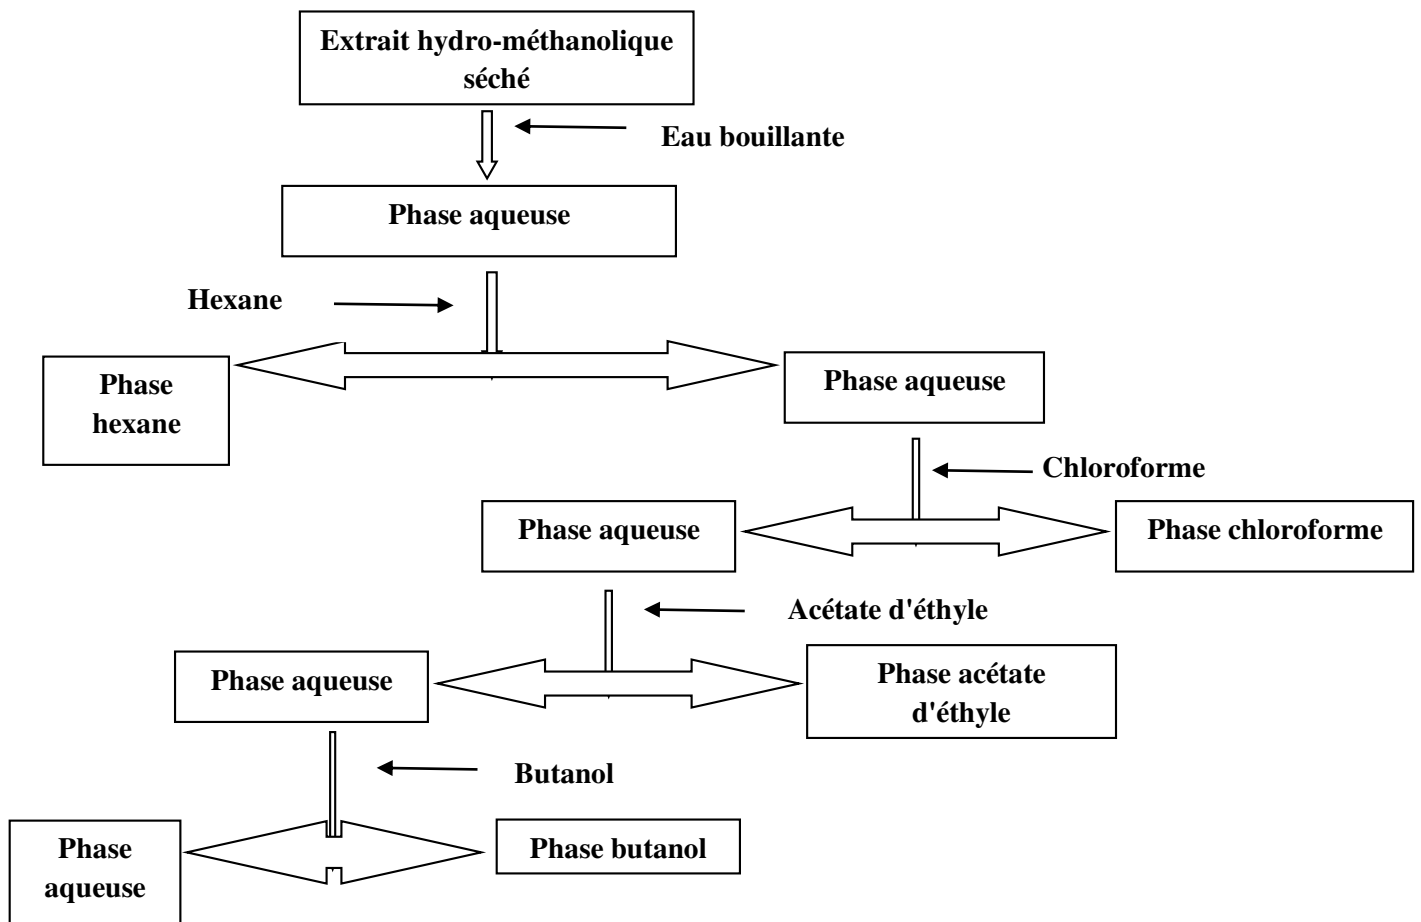 Extrait hydro-méthanolique
séché
Eau bouillante
Phase aqueuse
Hexane
Phase
hexane
Phase aqueuse
Chloroforme
Phase aqueuse
Phase chloroforme
Acétate d'éthyle
Phase aqueuse
Phase acétate
d'éthyle
Butanol
Phase
aqueuse
Phase butanol